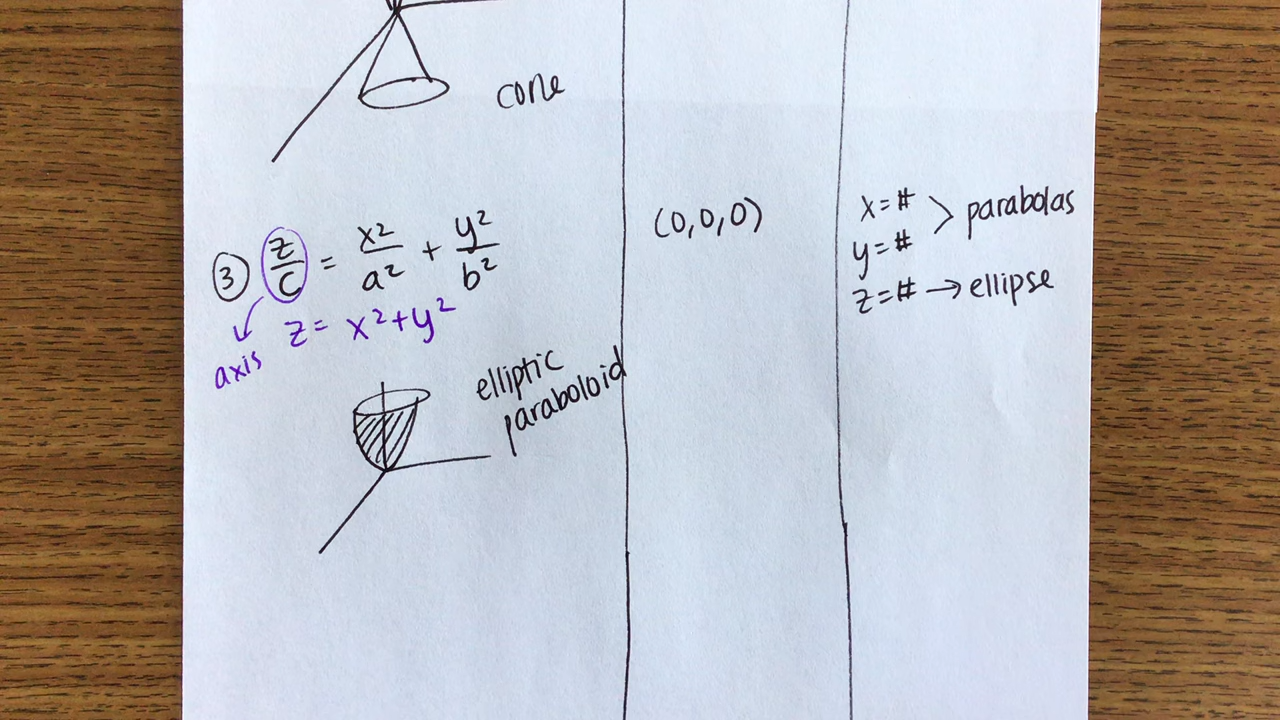 cone
③ z/c = x²/a² + y²/b²
z = x²+y²
axis
elliptic
paraboloid
(0,0,0)
x=#
y=#
> parabolas
z=# → ellipse